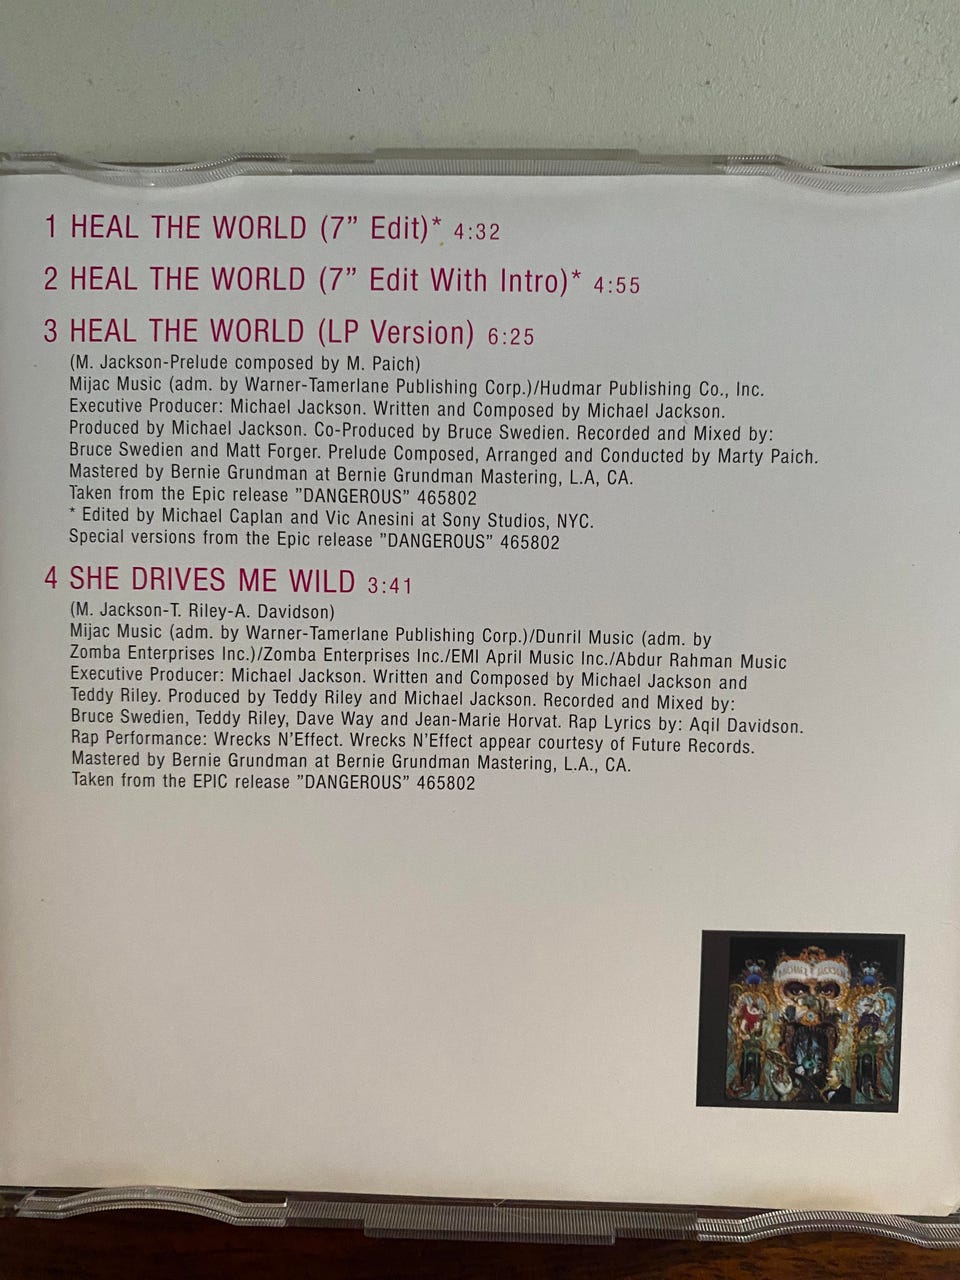 1 HEAL THE WORLD (7” Edit)* 4:32
2 HEAL THE WORLD (7” Edit With Intro)* 4:55
3 HEAL THE WORLD (LP Version) 6:25
(M. Jackson-Prelude composed by M. Paich)
Mijac Music (adm. by Warner-Tamerlane Publishing Corp.)/Hudmar Publishing Co., Inc.
Executive Producer: Michael Jackson. Written and Composed by Michael Jackson.
Produced by Michael Jackson. Co-Produced by Bruce Swedien. Recorded and Mixed by:
Bruce Swedien and Matt Forger. Prelude Composed, Arranged and Conducted by Marty Paich.
Mastered by Bernie Grundman at Bernie Grundman Mastering, L.A, CA.
Taken from the Epic release ”DANGEROUS” 465802
* Edited by Michael Caplan and Vic Anesini at Sony Studios, NYC.
Special versions from the Epic release ”DANGEROUS” 465802
4 SHE DRIVES ME WILD 3:41
(M. Jackson-T. Riley-A. Davidson)
Mijac Music (adm. by Warner-Tamerlane Publishing Corp.)/Dunril Music (adm. by
Zomba Enterprises Inc.)/Zomba Enterprises Inc./EMI April Music Inc./Abdur Rahman Music
Executive Producer: Michael Jackson. Written and Composed by Michael Jackson and
Teddy Riley. Produced by Teddy Riley and Michael Jackson. Recorded and Mixed by:
Bruce Swedien, Teddy Riley, Dave Way and Jean-Marie Horvat. Rap Lyrics by: Aqil Davidson.
Rap Performance: Wrecks N’Effect. Wrecks N’Effect appear courtesy of Future Records.
Mastered by Bernie Grundman at Bernie Grundman Mastering, L.A., CA.
Taken from the EPIC release ”DANGEROUS” 465802
MICHAEL JACKSON